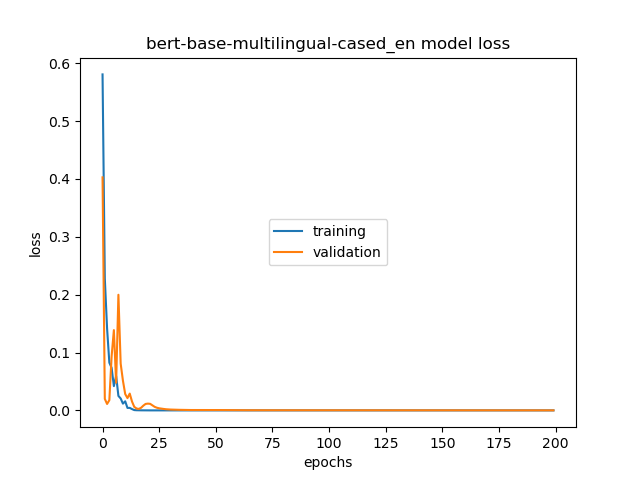 bert-base-multilingual-cased_en model loss
0.6
0.5
0.4
0.3
0.2
0.1
0.0
loss
training
validation
0 25 50 75 100 125 150 175 200
epochs